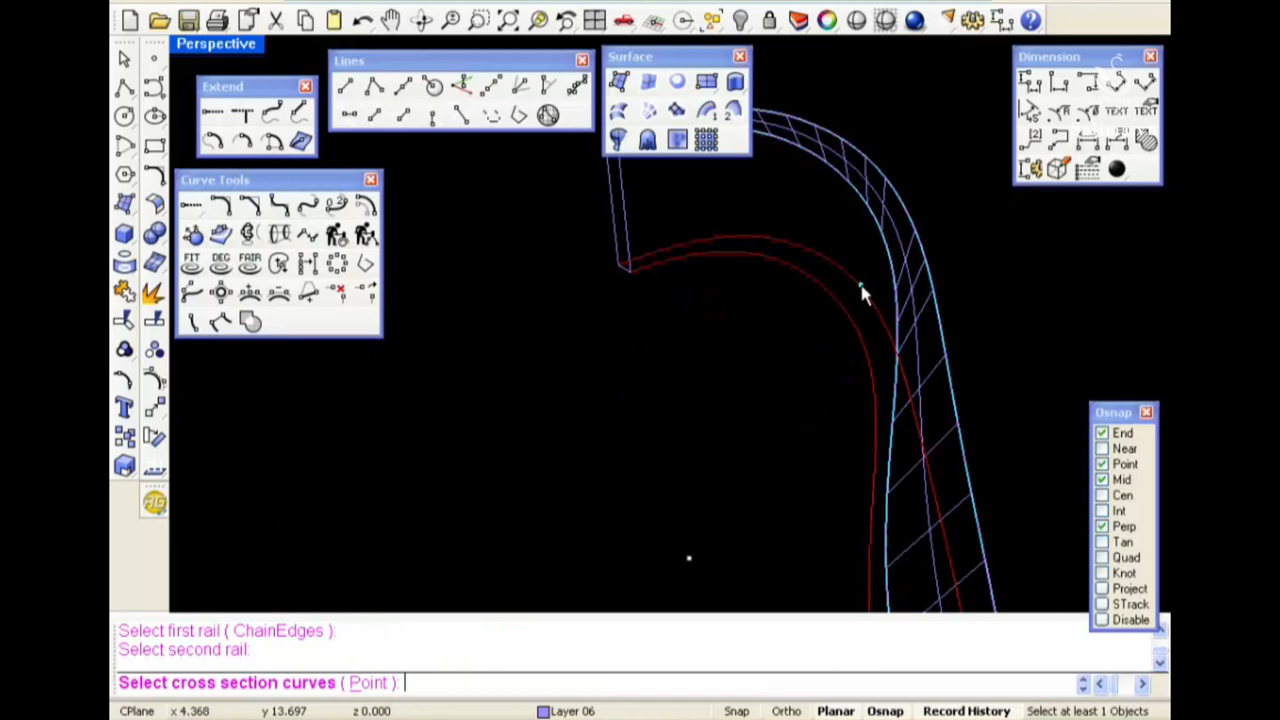 Perspective
Lines
Surface
Dimension
Extend
TEXT TEXT
Curve Tools
FIT DEG FAIR
Osnap
End
Near
Point
Mid
Cen
Int
Perp
Tan
Quad
Knot
Project
STrack
Disable
Select first rail ( ChainEdges ):
Select second rail:
Select cross section curves ( Point ):
CPlane x 4.368 y 13.697 z 0.000 Layer 06 Snap Ortho Planar Osnap Record History Select at least 1 Objects